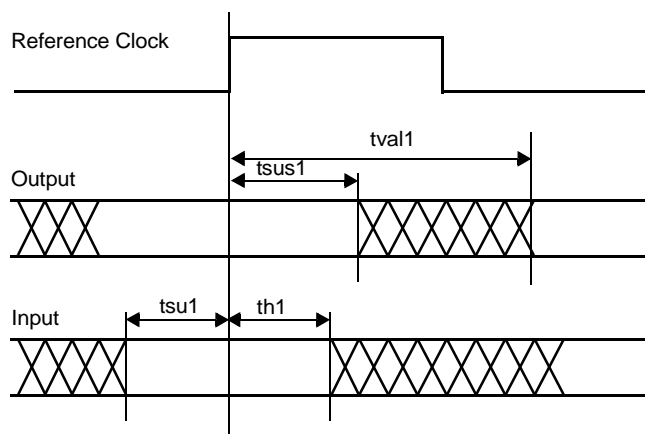 Reference Clock
tval1
tsus1
Output
tsu1
th1
Input